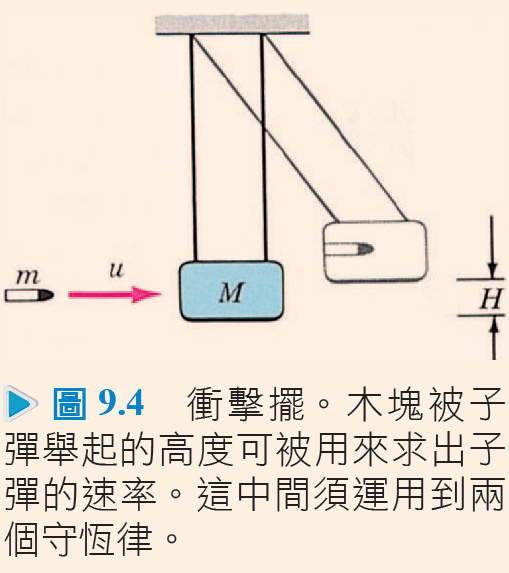 m
u
M
H
圖 9.4 衝擊擺。木塊被子
彈舉起的高度可被用來求出子
彈的速率。這中間須運用到兩
個守恆律。